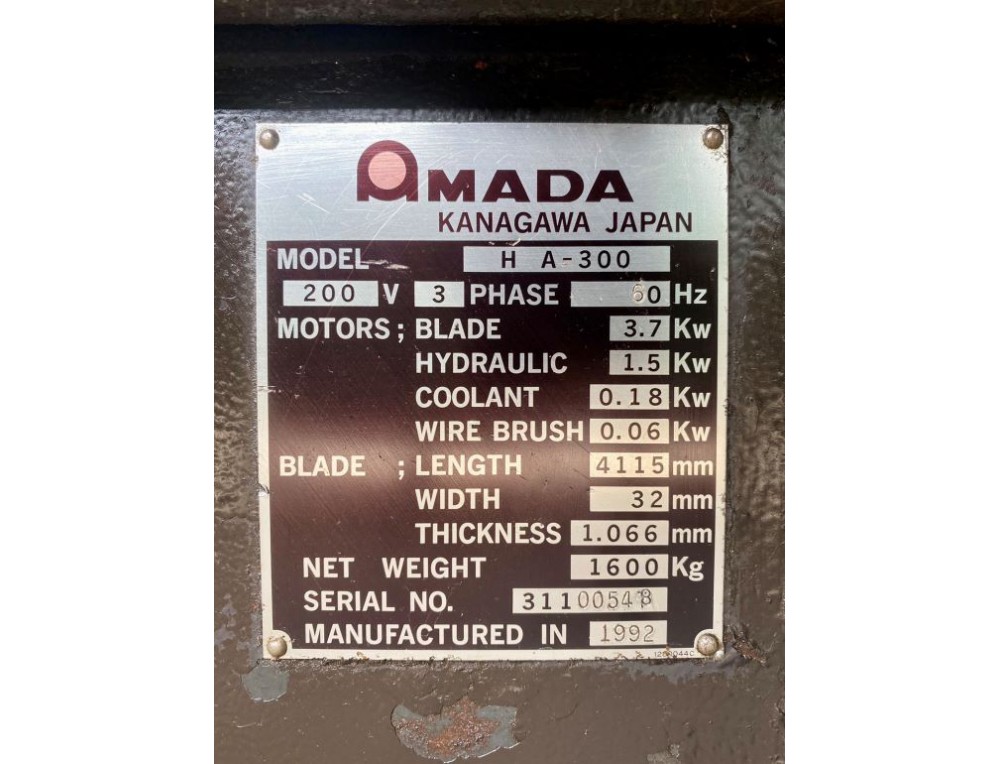 AMADA
KANAGAWA JAPAN
MODEL H A-300
200 V 3 PHASE 60 Hz
MOTORS ; BLADE 3.7 Kw
HYDRAULIC 1.5 Kw
COOLANT 0.18 Kw
WIRE BRUSH 0.06 Kw
BLADE ; LENGTH 4115 mm
WIDTH 32 mm
THICKNESS 1.066 mm
NET WEIGHT 1600 Kg
SERIAL NO.
MANUFACTURED IN 1992